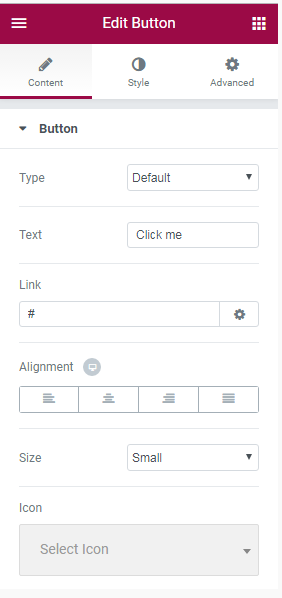 Edit Button
Content Style Advanced
Button
Type Default
Text Click me
Link
#
Alignment
Size Small
Icon
Select Icon